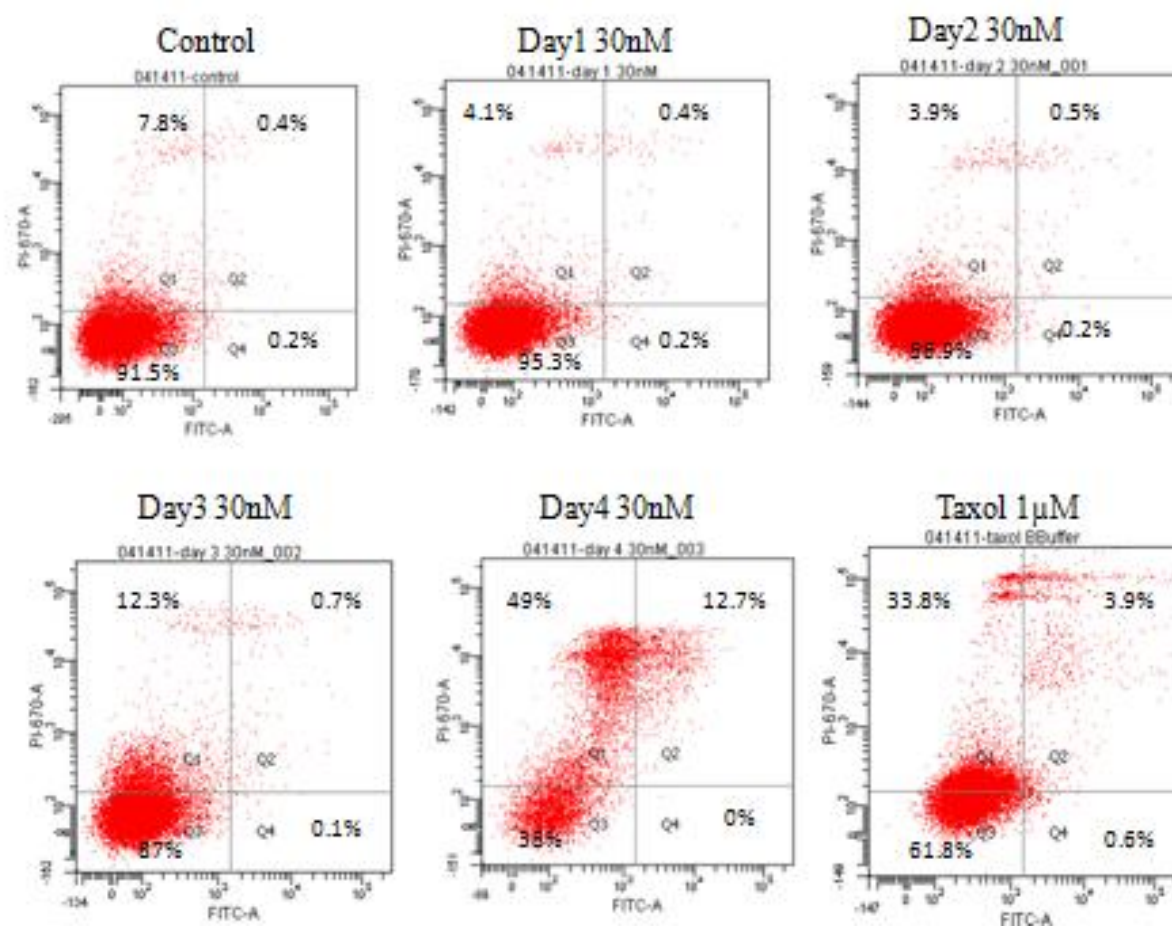 Control
041411-control
7.8%
0.4%
PI-670-A
Q1
Q2
Q3
Q4
0.2%
91.5%
FITC-A
Day1 30nM
041411-day 1 30nM
4.1%
0.4%
PI-670-A
Q1
Q2
Q3
Q4
0.2%
95.3%
FITC-A
Day2 30nM
041411-day 2 30nM_001
3.9%
0.5%
PI-670-A
Q1
Q2
0.2%
FITC-A
Day3 30nM
041411-day 3 30nM_002
12.3%
0.7%
PI-670-A
Q1
Q2
Q3
Q4
0.1%
87%
FITC-A
Day4 30nM
041411-day 4 30nM_003
49%
12.7%
PI-670-A
Q1
Q2
Q3
Q4
0%
FITC-A
Taxol 1µM
041411-taxol BBuffer
33.8%
3.9%
PI-670-A
Q1
Q2
Q3
Q4
0.6%
61.8%
FITC-A